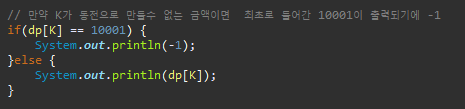 // 만약 K가 동전으로 만들수 없는 금액이면 최초로 들어간 10001이 출력되기에 -1
if(dp[K] == 10001) {
System.out.println(-1);
}else {
System.out.println(dp[K]);
}